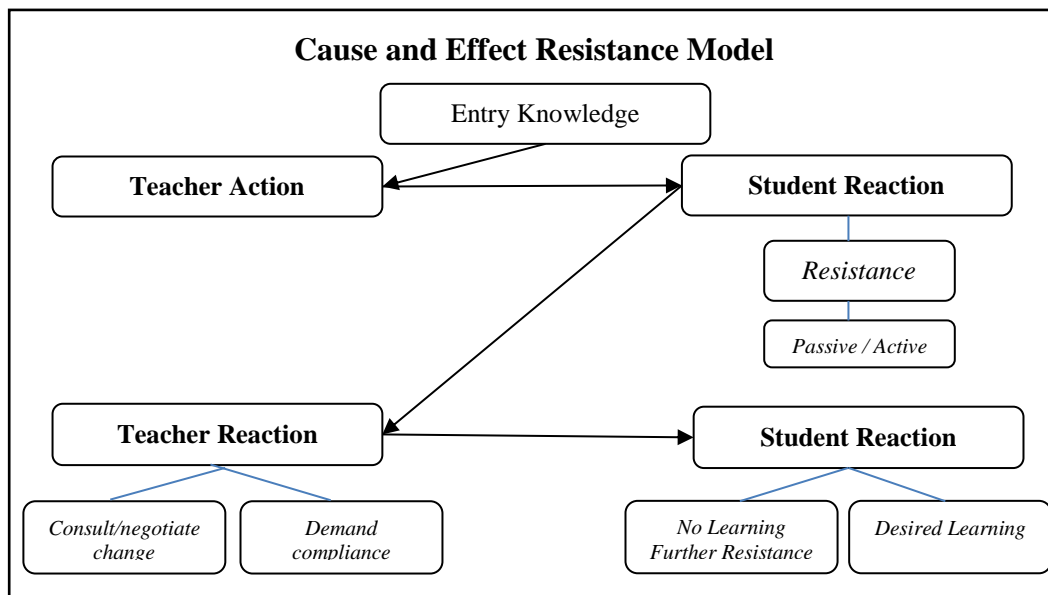 Cause and Effect Resistance Model
Entry Knowledge
Teacher Action
Student Reaction
Resistance
Passive / Active
Teacher Reaction
Student Reaction
Consult/negotiate
change
Demand
compliance
No Learning
Further Resistance
Desired Learning